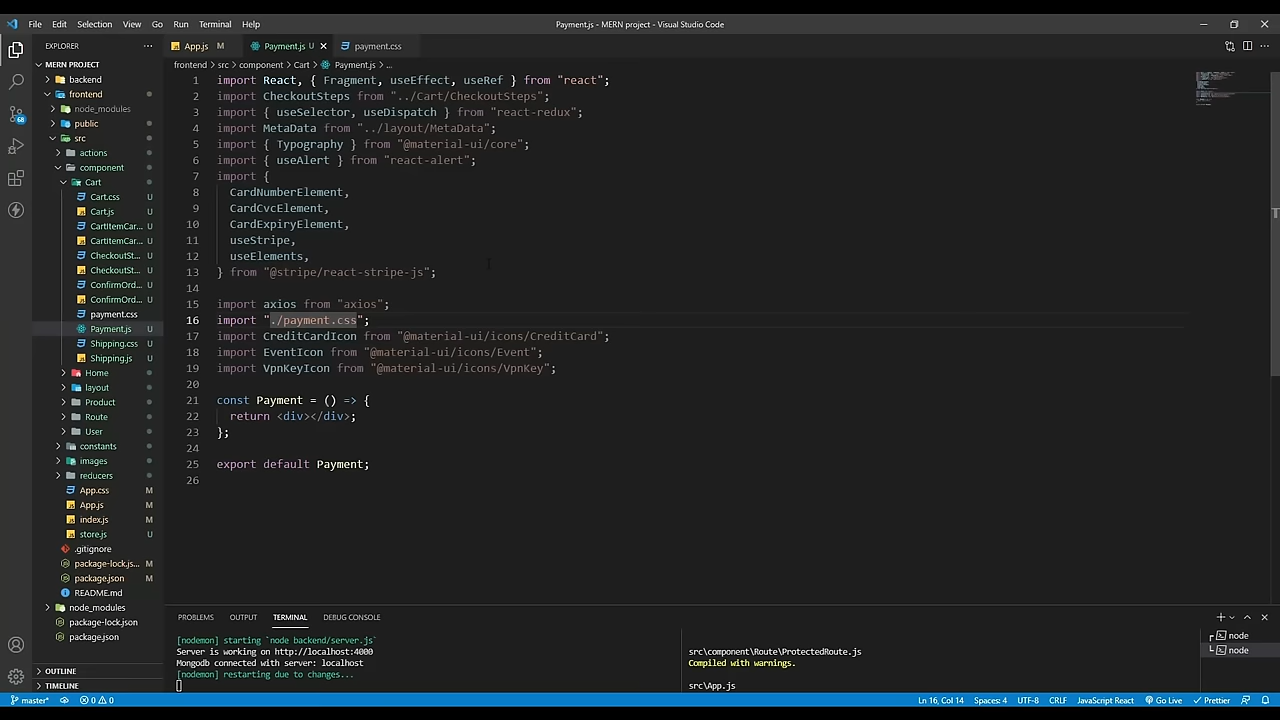 File Edit Selection View Go Run Terminal Help
Payment.js - MERN project - Visual Studio Code
EXPLORER
App.js M
Payment.js U
payment.css
MERN PROJECT
backend
frontend
node_modules
public
src
actions
component
Cart
Cart.css U
Cart.js U
CartItemCar... U
CartItemCar... U
CheckoutSt... U
CheckoutSt... U
ConfirmOrd... U
ConfirmOrd... U
payment.css
Payment.js U
Shipping.css U
Shipping.js U
Home
layout
Product
Route
User
constants
images
reducers
App.css M
App.js M
index.js M
store.js U
.gitignore
package-lock.js... M
package.json M
README.md
node_modules
package-lock.json
package.json
OUTLINE
TIMELINE
frontend > src > component > Cart > Payment.js > ...
1 import React, { Fragment, useEffect, useRef } from "react";
2 import CheckoutSteps from "../Cart/CheckoutSteps";
3 import { useSelector, useDispatch } from "react-redux";
4 import MetaData from "../layout/MetaData";
5 import { Typography } from "@material-ui/core";
6 import { useAlert } from "react-alert";
7 import {
8 CardNumberElement,
9 CardCvcElement,
10 CardExpiryElement,
11 useStripe,
12 useElements,
13 } from "@stripe/react-stripe-js";
14
15 import axios from "axios";
16 import "./payment.css";
17 import CreditCardIcon from "@material-ui/icons/CreditCard";
18 import EventIcon from "@material-ui/icons/Event";
19 import VpnKeyIcon from "@material-ui/icons/VpnKey";
20
21 const Payment = () => {
22 return <div></div>;
23 };
24
25 export default Payment;
26
PROBLEMS OUTPUT TERMINAL DEBUG CONSOLE
[nodemon] starting `node backend/server.js`
Server is working on http://localhost:4000
Mongodb connected with server: localhost
[nodemon] restarting due to changes...
src\component\Route\ProtectedRoute.js
Compiled with warnings.
src\App.js
node
node
68
master* 0 0
Ln 16, Col 14 Spaces: 4 UTF-8 CRLF JavaScript React Go Live Prettier